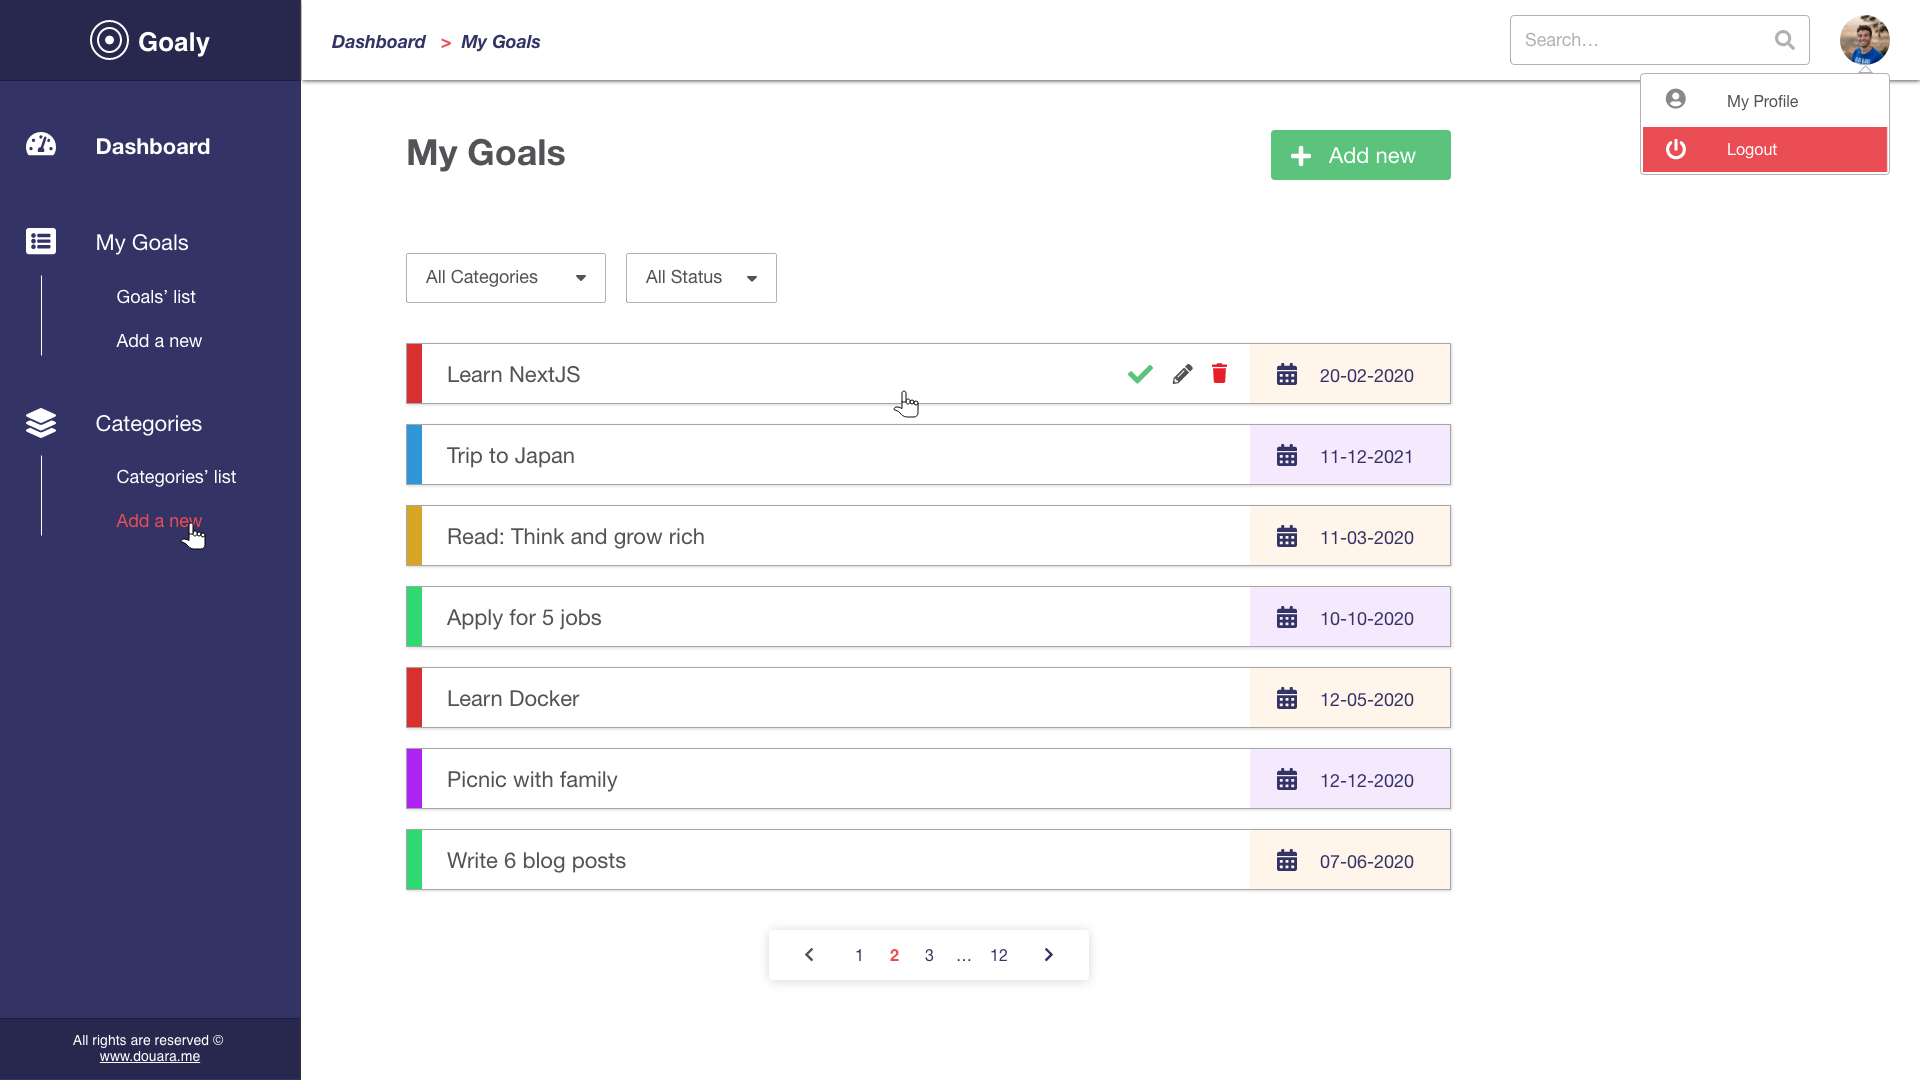 Goaly
Dashboard > My Goals
Search...
My Profile
Logout
Dashboard
My Goals
Goals’ list
Add a new
Categories
Categories’ list
Add a new
All rights are reserved ©
www.douara.me
My Goals
Add new
All Categories
All Status
Learn NextJS
20-02-2020
Trip to Japan
11-12-2021
Read: Think and grow rich
11-03-2020
Apply for 5 jobs
10-10-2020
Learn Docker
12-05-2020
Picnic with family
12-12-2020
Write 6 blog posts
07-06-2020
1 2 3 ... 12